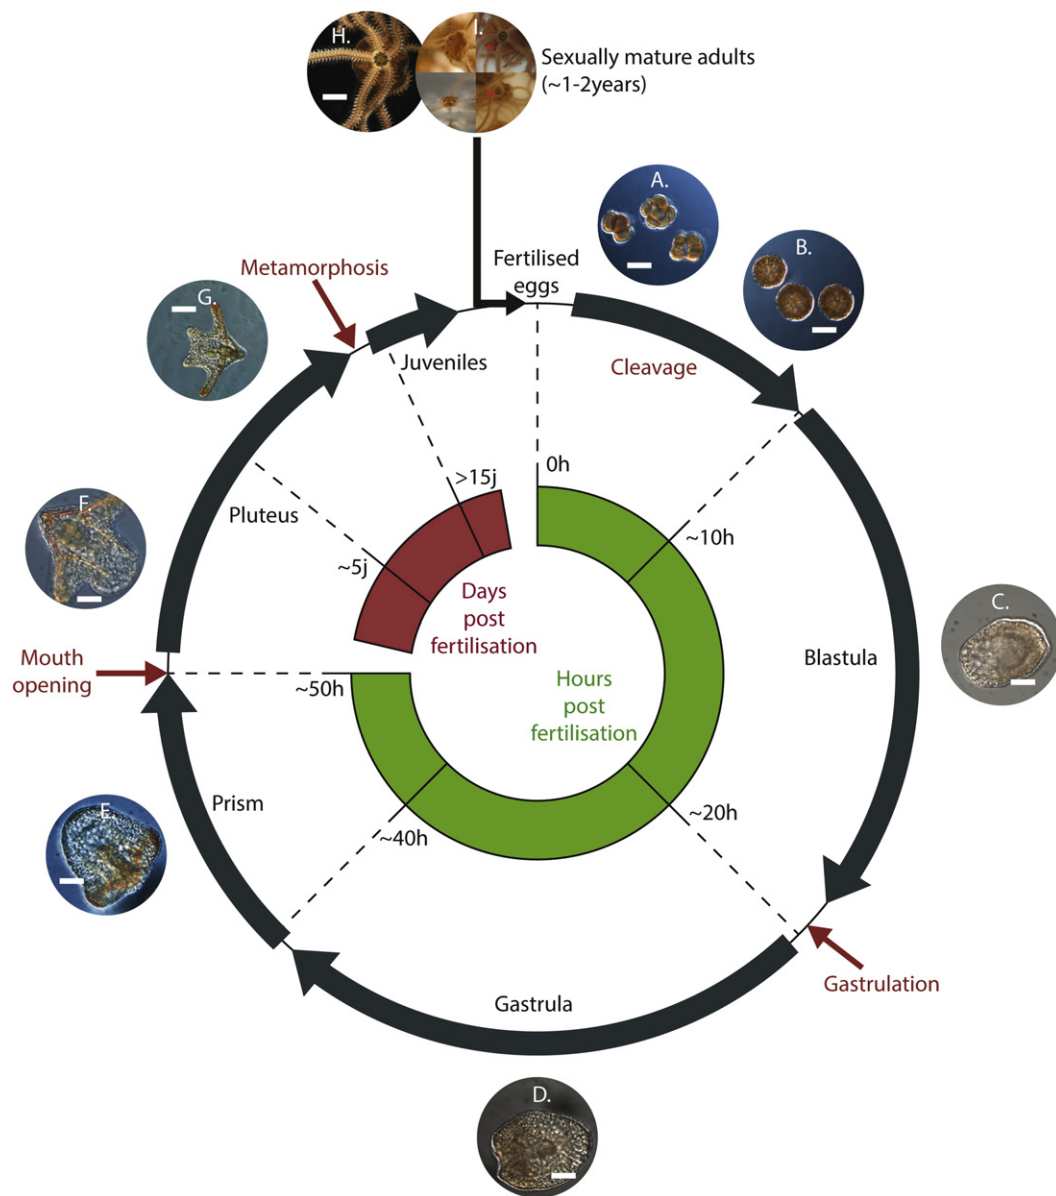 H.
I.
Sexually mature adults
(~1-2years)
A.
B.
Metamorphosis
Fertilised
eggs
G.
Juveniles
Cleavage
>15j
0h
F.
Pluteus
~10h
~5j
Days
post
fertilisation
C.
Mouth
opening
~50h
Hours
post
fertilisation
Blastula
E.
Prism
~40h
~20h
Gastrulation
Gastrula
D.